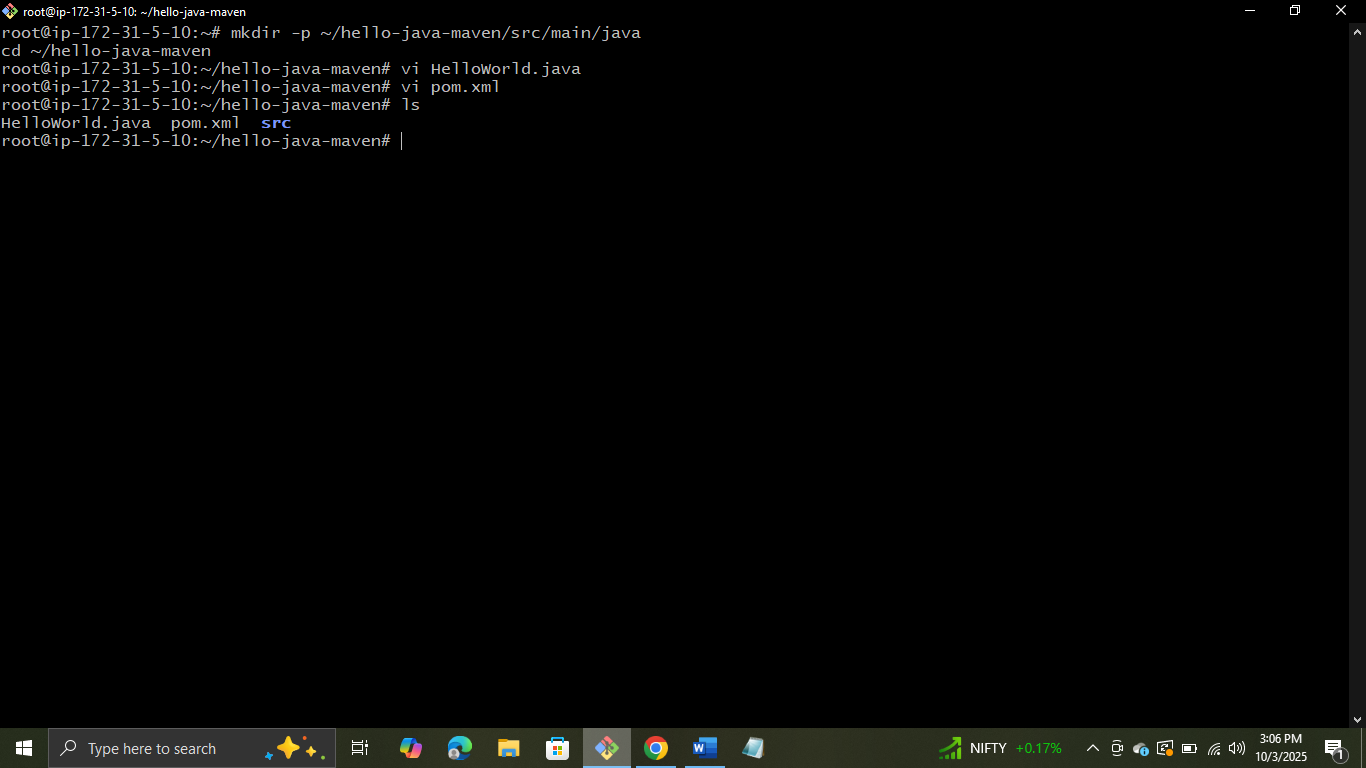 root@ip-172-31-5-10: ~/hello-java-maven
root@ip-172-31-5-10:~# mkdir -p ~/hello-java-maven/src/main/java
cd ~/hello-java-maven
root@ip-172-31-5-10:~/hello-java-maven# vi HelloWorld.java
root@ip-172-31-5-10:~/hello-java-maven# vi pom.xml
root@ip-172-31-5-10:~/hello-java-maven# ls
HelloWorld.java  pom.xml  src
root@ip-172-31-5-10:~/hello-java-maven#
Type here to search
NIFTY +0.17%
3:06 PM
10/3/2025
1